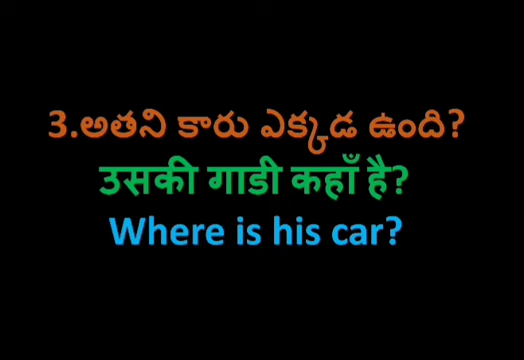 3.అతని కారు ఎక్కడ ఉంది?
उसकी गाडी कहाँ है?
Where is his car?